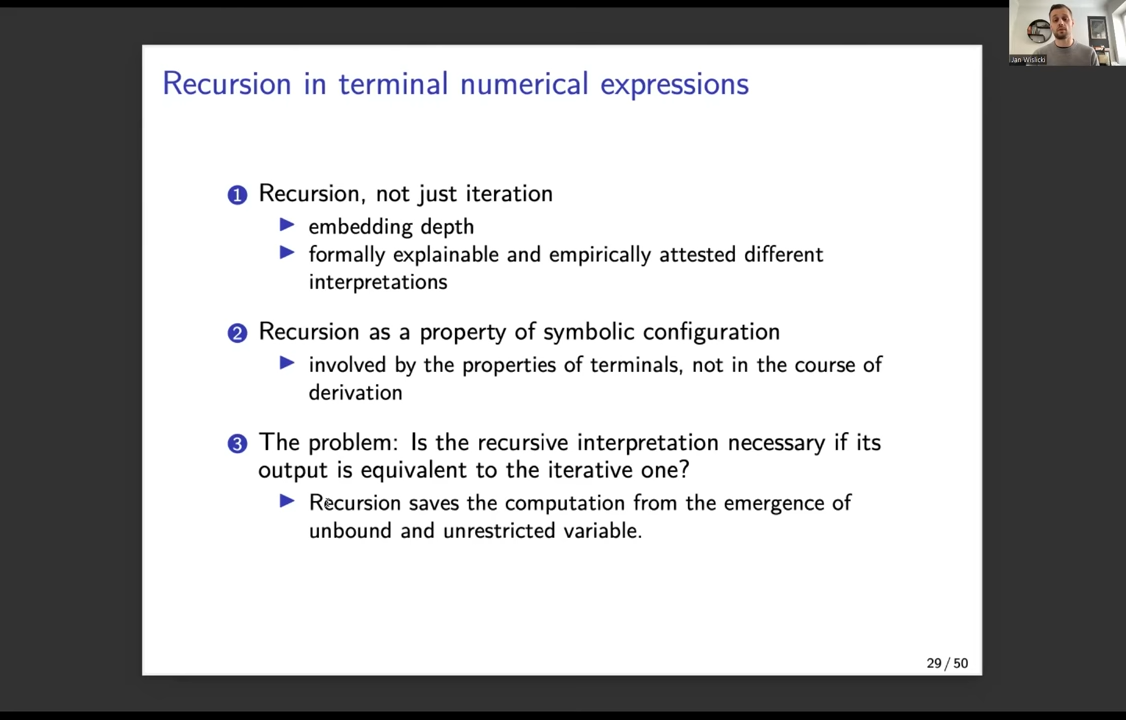 Jan Wislicki
Recursion in terminal numerical expressions
1 Recursion, not just iteration
▶ embedding depth
▶ formally explainable and empirically attested different
interpretations
2 Recursion as a property of symbolic configuration
▶ involved by the properties of terminals, not in the course of
derivation
3 The problem: Is the recursive interpretation necessary if its
output is equivalent to the iterative one?
▶ Recursion saves the computation from the emergence of
unbound and unrestricted variable.
29 / 50